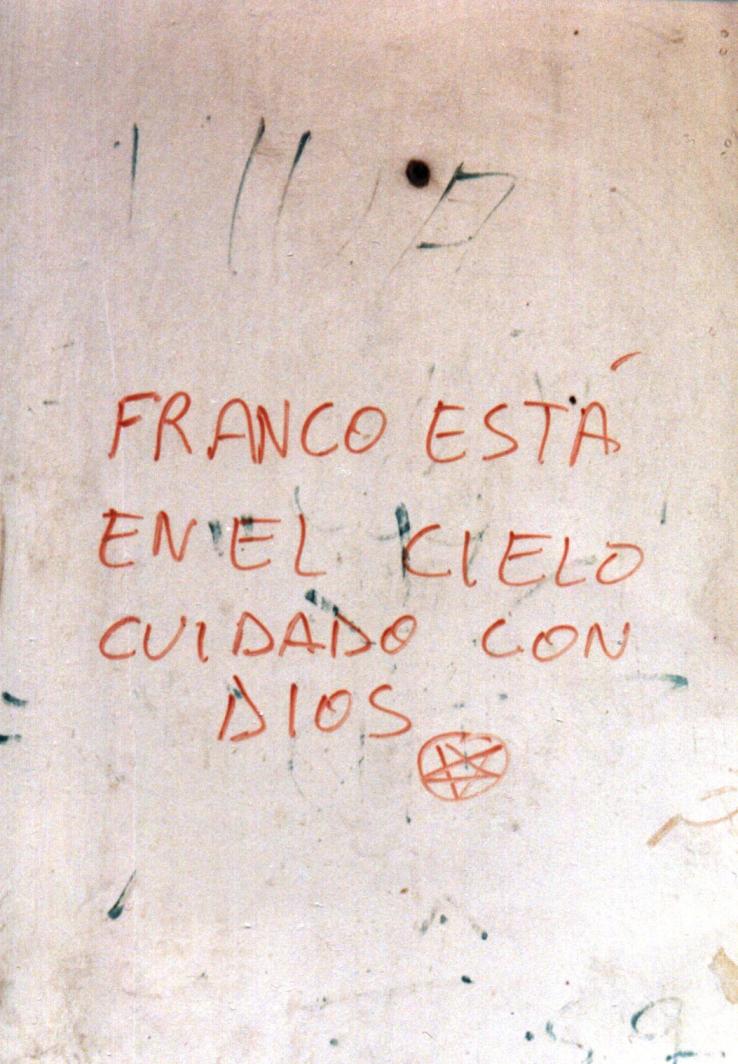 FRANCO ESTÁ
EN EL CIELO
CUIDADO CON
DIOS